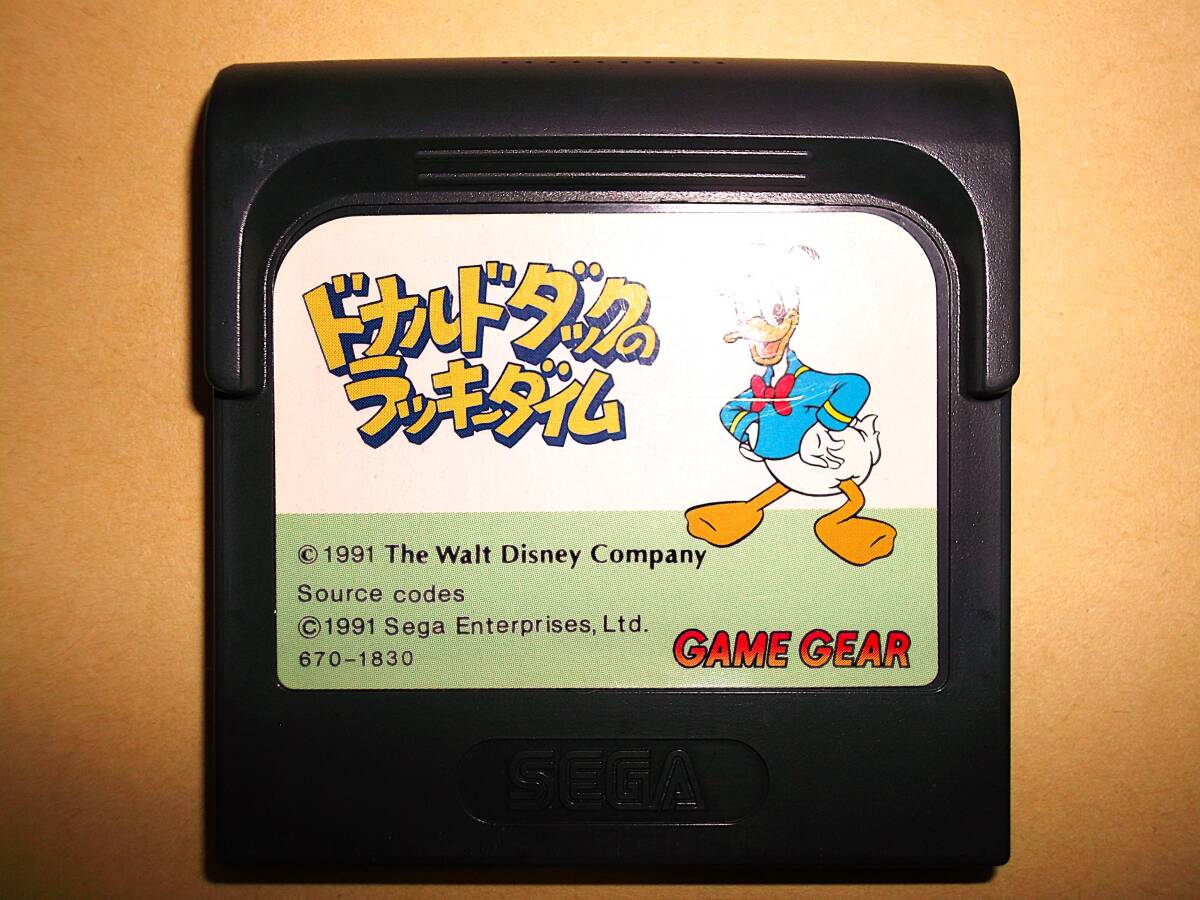 ドナルドダックの
ラッキーダイム
© 1991 The Walt Disney Company
Source codes
© 1991 Sega Enterprises, Ltd.
670-1830
GAME GEAR
SEGA